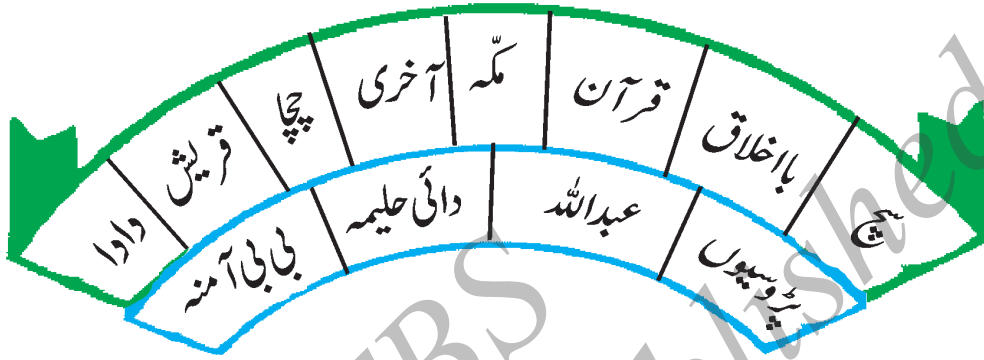 سچ بااخلاق قرآن مکّہ آخری چچا قریش دادا
پڑوسیوں عبداللہ دائی حلیمہ بی بی آمنہ